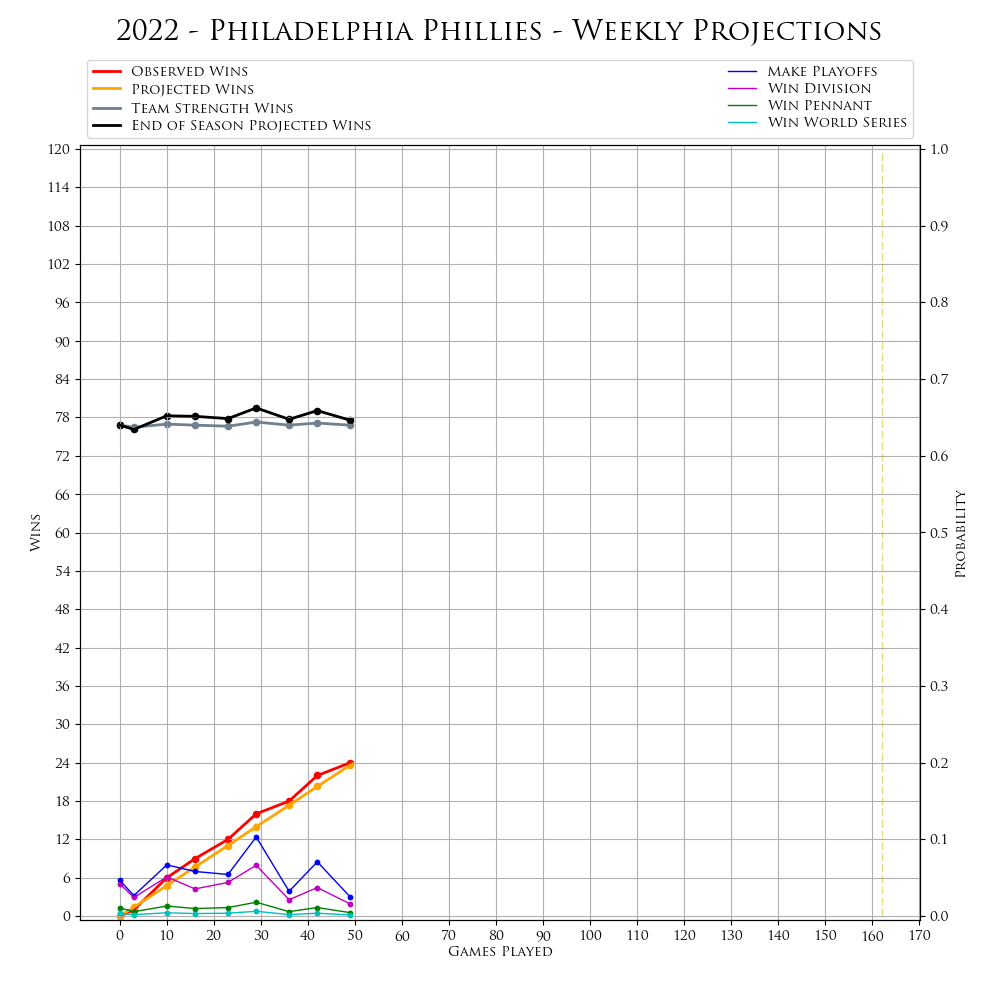 2022 - Philadelphia Phillies - Weekly Projections
Observed Wins
Projected Wins
Team Strength Wins
End of Season Projected Wins
Make Playoffs
Win Division
Win Pennant
Win World Series
120
114
108
102
96
90
84
78
72
66
60
54
48
42
36
30
24
18
12
6
0
Wins
1.0
0.9
0.8
0.7
0.6
0.5
0.4
0.3
0.2
0.1
0.0
Probability
0 10 20 30 40 50 60 70 80 90 100 110 120 130 140 150 160 170
Games Played